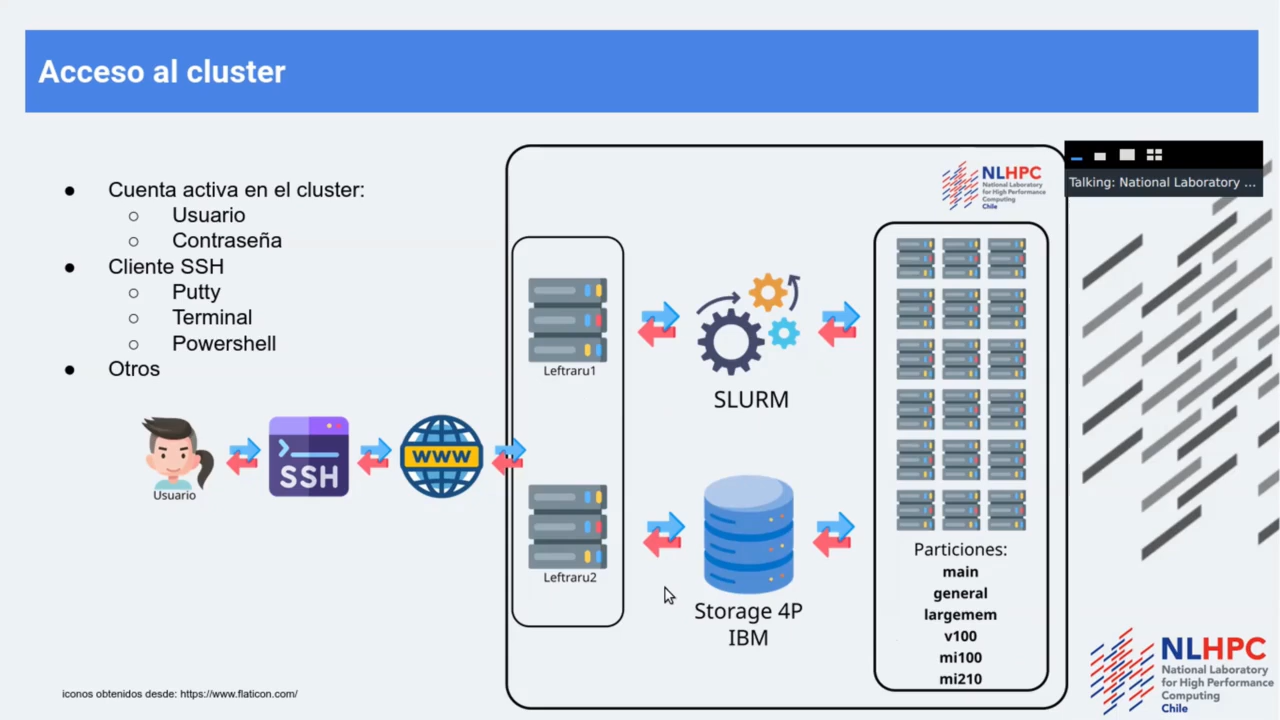 Acceso al cluster
● Cuenta activa en el cluster:
○ Usuario
○ Contraseña
● Cliente SSH
○ Putty
○ Terminal
○ Powershell
● Otros
Usuario
SSH
WWW
iconos obtenidos desde: https://www.flaticon.com/
NLHPC
National Laboratory
for High Performance
Computing
Chile
Talking: National Laboratory ...
Leftraru1
SLURM
Leftraru2
Storage 4P
IBM
Particiones:
main
general
largemem
v100
mi100
mi210
NLHPC
National Laboratory
for High Performance
Computing
Chile